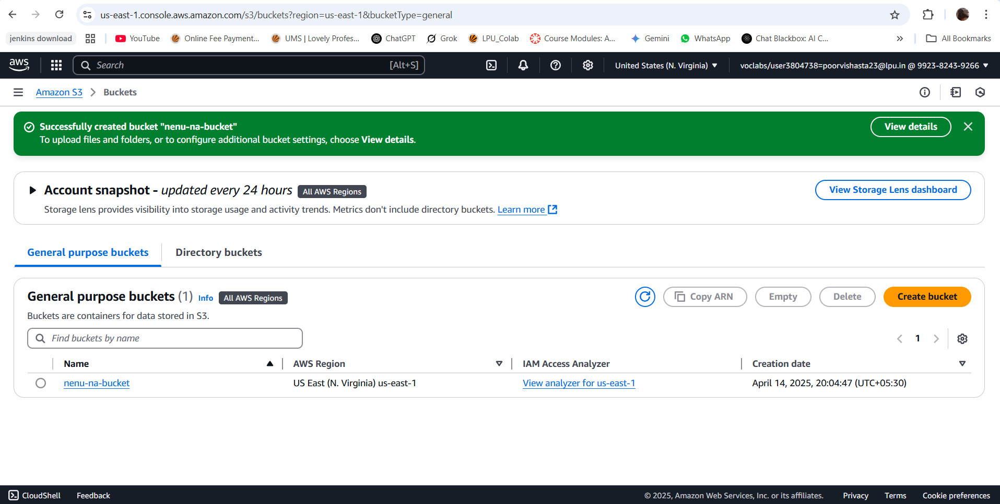 us-east-1.console.aws.amazon.com/s3/buckets?region=us-east-1&bucketType=general
jenkins download YouTube Online Fee Payment... UMS | Lovely Profes... ChatGPT Grok LPU_Colab Course Modules: A... Gemini WhatsApp Chat Blackbox: AI C... All Bookmarks
aws Search [Alt+S] United States (N. Virginia) voclabs/user3804738=poorvishasta23@lpu.in @ 9923-8243-9266
Amazon S3 Buckets
Successfully created bucket "nenu-na-bucket" View details
To upload files and folders, or to configure additional bucket settings, choose View details.
Account snapshot - updated every 24 hours All AWS Regions View Storage Lens dashboard
Storage lens provides visibility into storage usage and activity trends. Metrics don't include directory buckets. Learn more
General purpose buckets Directory buckets
General purpose buckets (1) Info All AWS Regions Copy ARN Empty Delete Create bucket
Buckets are containers for data stored in S3.
Find buckets by name 1
Name AWS Region IAM Access Analyzer Creation date
nenu-na-bucket US East (N. Virginia) us-east-1 View analyzer for us-east-1 April 14, 2025, 20:04:47 (UTC+05:30)
CloudShell Feedback © 2025, Amazon Web Services, Inc. or its affiliates. Privacy Terms Cookie preferences